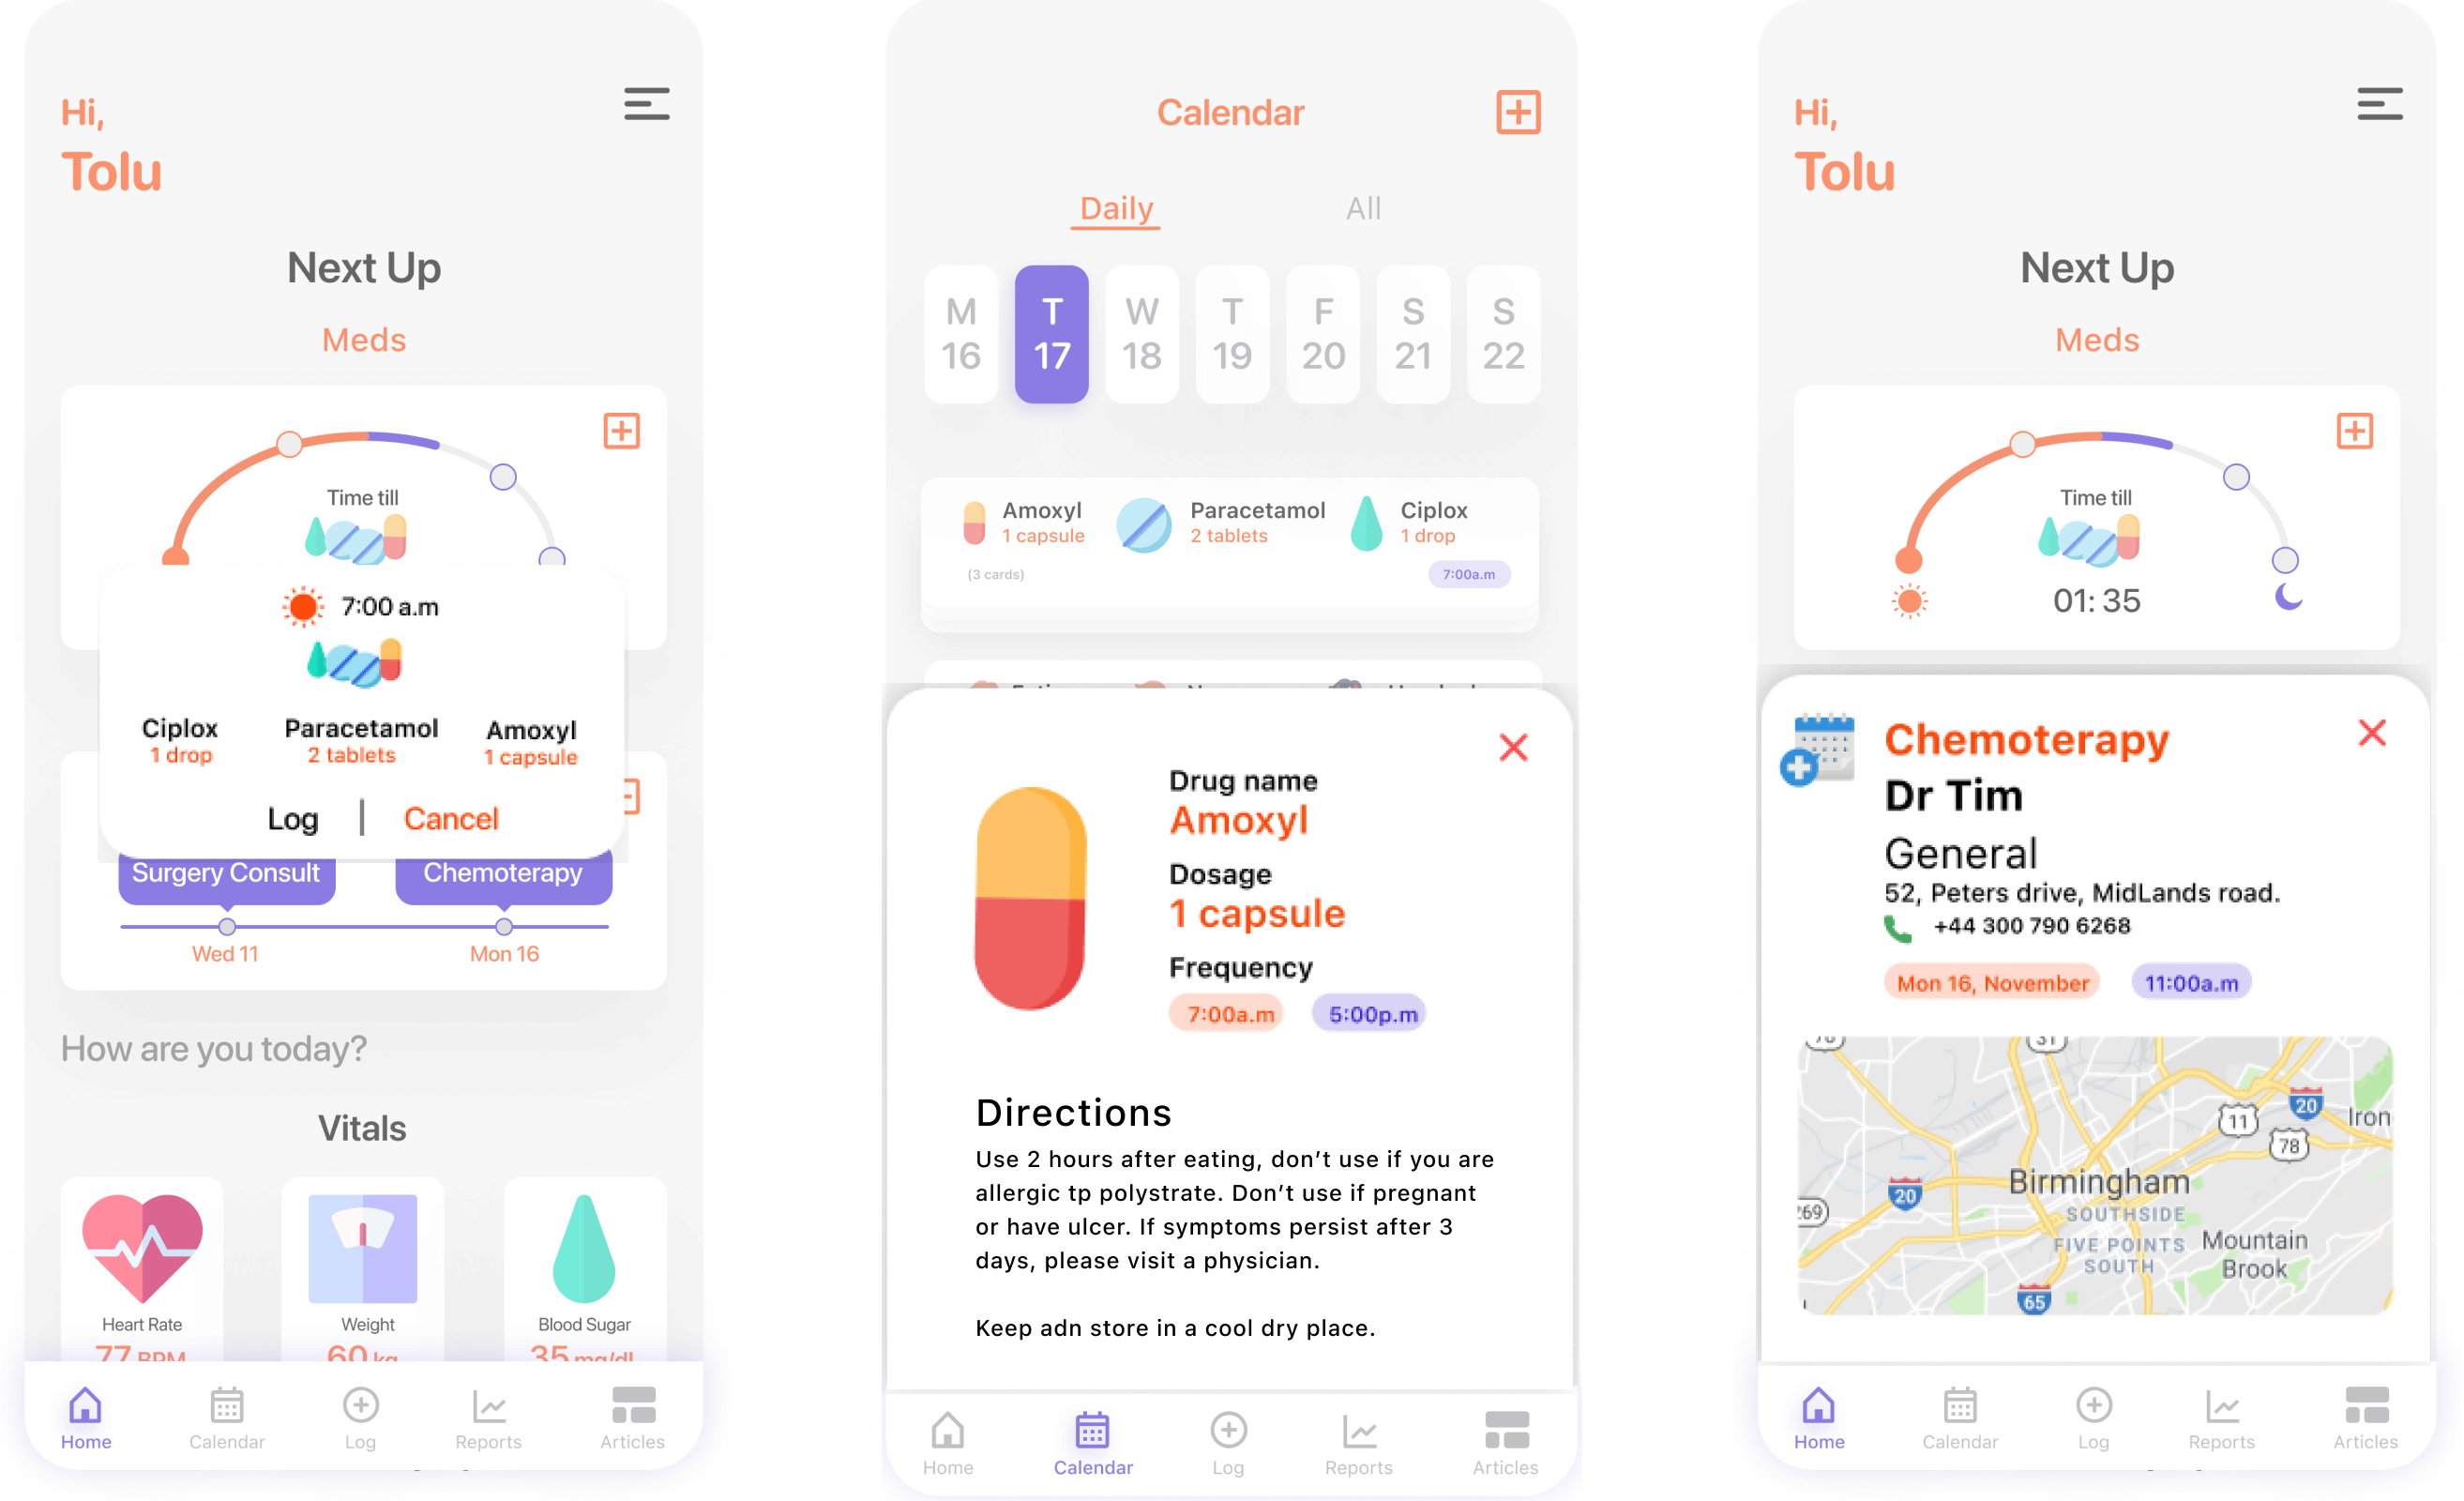 Hi,
Tolu
Next Up
Meds
Time till
7:00 a.m
Ciplox
1 drop
Paracetamol
2 tablets
Amoxyl
1 capsule
Log | Cancel
Surgery Consult
Chemoterapy
Wed 11
Mon 16
How are you today?
Vitals
Heart Rate
77 BPM
Weight
60 kg
Blood Sugar
35 mg/dl
Home
Calendar
Log
Reports
Articles
Calendar
Daily
All
M
16
T
17
W
18
T
19
F
20
S
21
S
22
Amoxyl
1 capsule
Paracetamol
2 tablets
Ciplox
1 drop
(3 cards)
7:00a.m
Drug name
Amoxyl
Dosage
1 capsule
Frequency
7:00a.m
5:00p.m
Directions
Use 2 hours after eating, don't use if you are
allergic tp polystrate. Don't use if pregnant
or have ulcer. If symptoms persist after 3
days, please visit a physician.
Keep adn store in a cool dry place.
Home
Calendar
Log
Reports
Articles
Hi,
Tolu
Next Up
Meds
Time till
01: 35
Chemoterapy
Dr Tim
General
52, Peters drive, MidLands road.
+44 300 790 6268
Mon 16, November
11:00a.m
31
20
11
78
Iron
Birmingham
20
SOUTHSIDE
269
FIVE POINTS
SOUTH
Mountain
Brook
65
Home
Calendar
Log
Reports
Articles